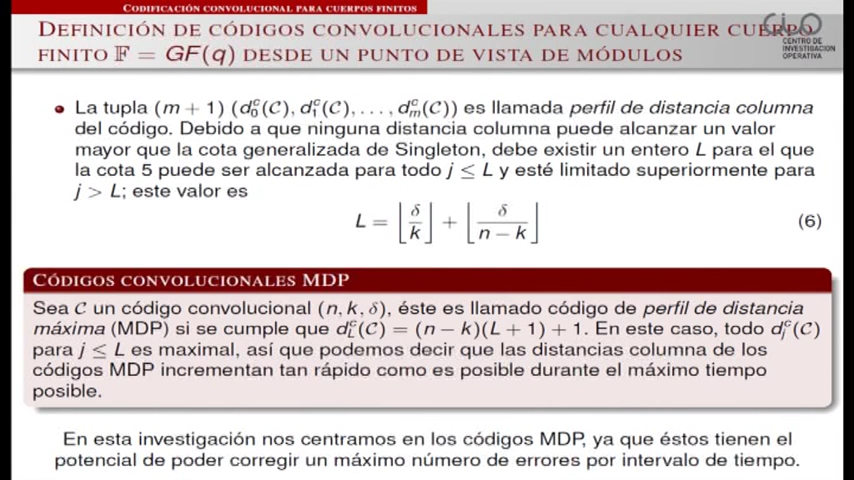 CODIFICACIÓN CONVOLUCIONAL PARA CUERPOS FINITOS
DEFINICIÓN DE CÓDIGOS CONVOLUCIONALES PARA CUALQUIER CUERPO
FINITO 𝔽 = GF(q) DESDE UN PUNTO DE VISTA DE MÓDULOS
CIO
CENTRO DE
INVESTIGACIÓN
OPERATIVA
La tupla (m + 1) (d₀ᶜ(C), d₁ᶜ(C), . . . , dₘᶜ(C)) es llamada perfil de distancia columna
del código. Debido a que ninguna distancia columna puede alcanzar un valor
mayor que la cota generalizada de Singleton, debe existir un entero L para el que
la cota 5 puede ser alcanzada para todo j ≤ L y esté limitado superiormente para
j > L; este valor es
L = ⌊δ/k⌋ + ⌊δ/(n − k)⌋ (6)
CÓDIGOS CONVOLUCIONALES MDP
Sea C un código convolucional (n, k, δ), éste es llamado código de perfil de distancia
máxima (MDP) si se cumple que d_Lᶜ(C) = (n − k)(L + 1) + 1. En este caso, todo d_jᶜ(C)
para j ≤ L es maximal, así que podemos decir que las distancias columna de los
códigos MDP incrementan tan rápido como es posible durante el máximo tiempo
posible.
En esta investigación nos centramos en los códigos MDP, ya que éstos tienen el
potencial de poder corregir un máximo número de errores por intervalo de tiempo.